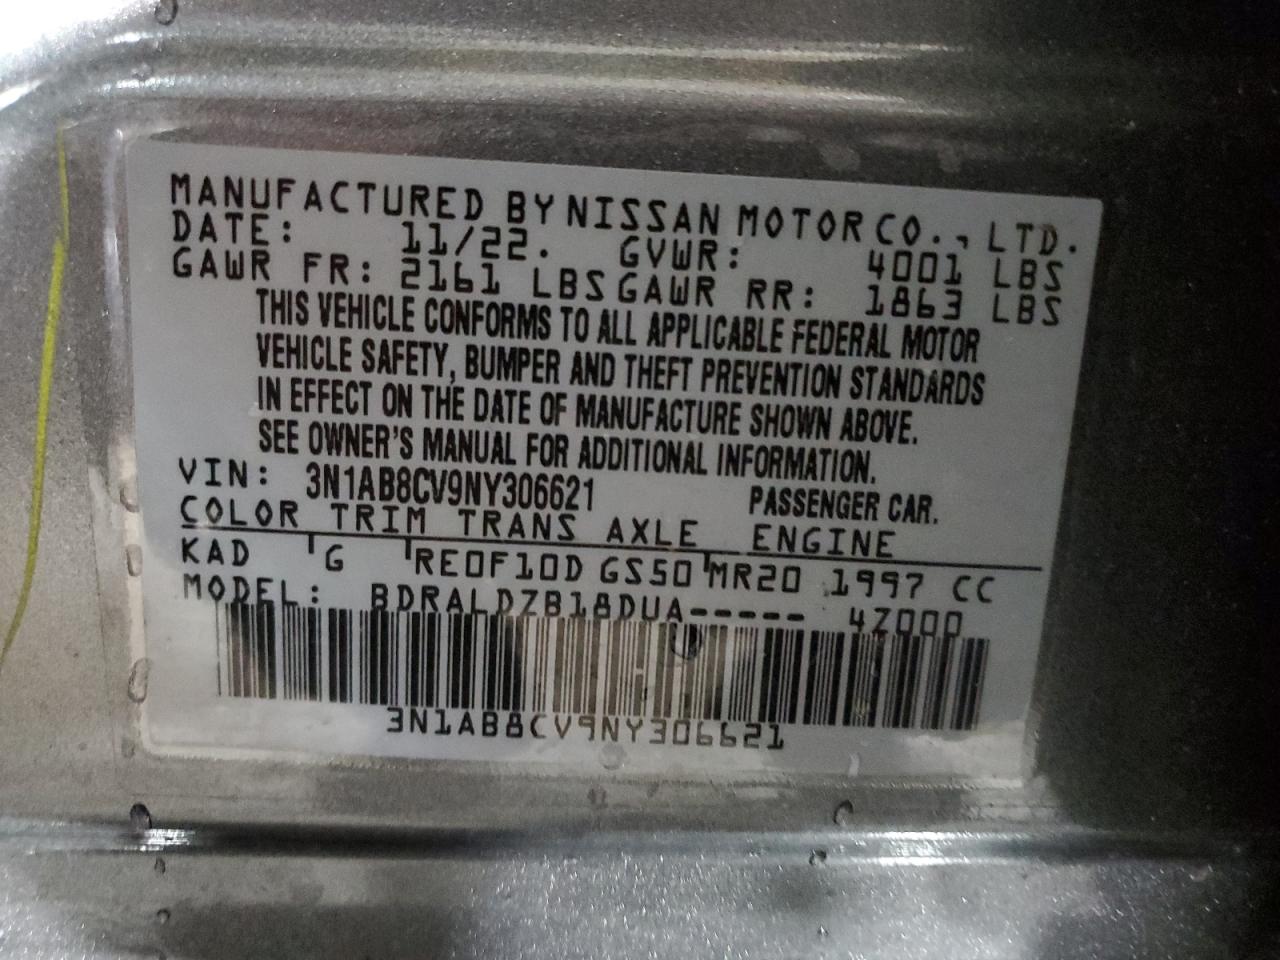 MANUFACTURED BY NISSAN MOTOR CO., LTD.
DATE: 11/22. GVWR: 4001 LBS
GAWR FR: 2161 LBS GAWR RR: 1863 LBS
THIS VEHICLE CONFORMS TO ALL APPLICABLE FEDERAL MOTOR
VEHICLE SAFETY, BUMPER AND THEFT PREVENTION STANDARDS
IN EFFECT ON THE DATE OF MANUFACTURE SHOWN ABOVE.
SEE OWNER'S MANUAL FOR ADDITIONAL INFORMATION.
VIN: 3N1AB8CV9NY306621 PASSENGER CAR.
COLOR TRIM TRANS AXLE ENGINE
KAD G RE0F10D GS50 MR20 1997 CC
MODEL: BDRALDZB18DUA----- 4Z000
3N1AB8CV9NY306621